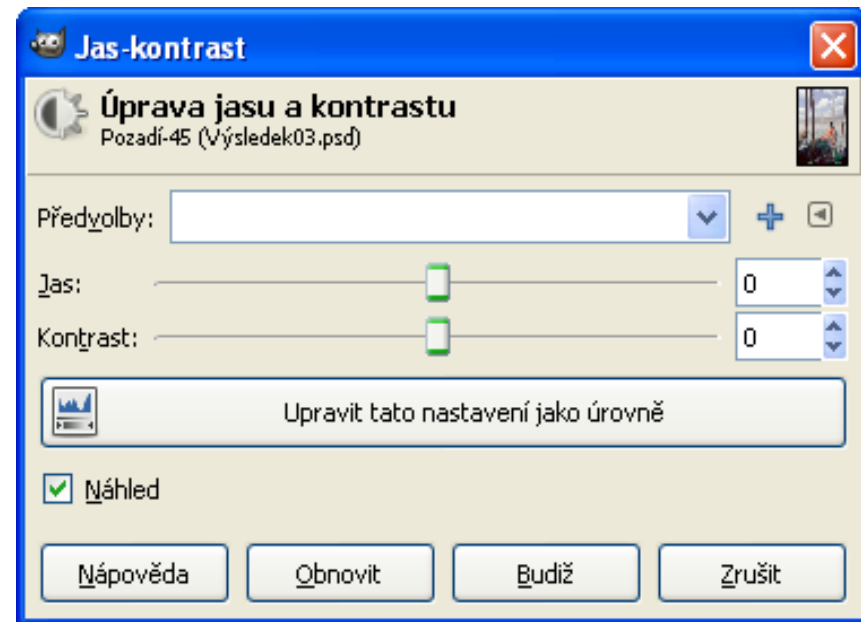 Jas-kontrast
Úprava jasu a kontrastu
Pozadí-45 (Výsledek03.psd)
Předvolby:
Jas: 0
Kontrast: 0
Upravit tato nastavení jako úrovně
Náhled
Nápověda Obnovit Budiž Zrušit